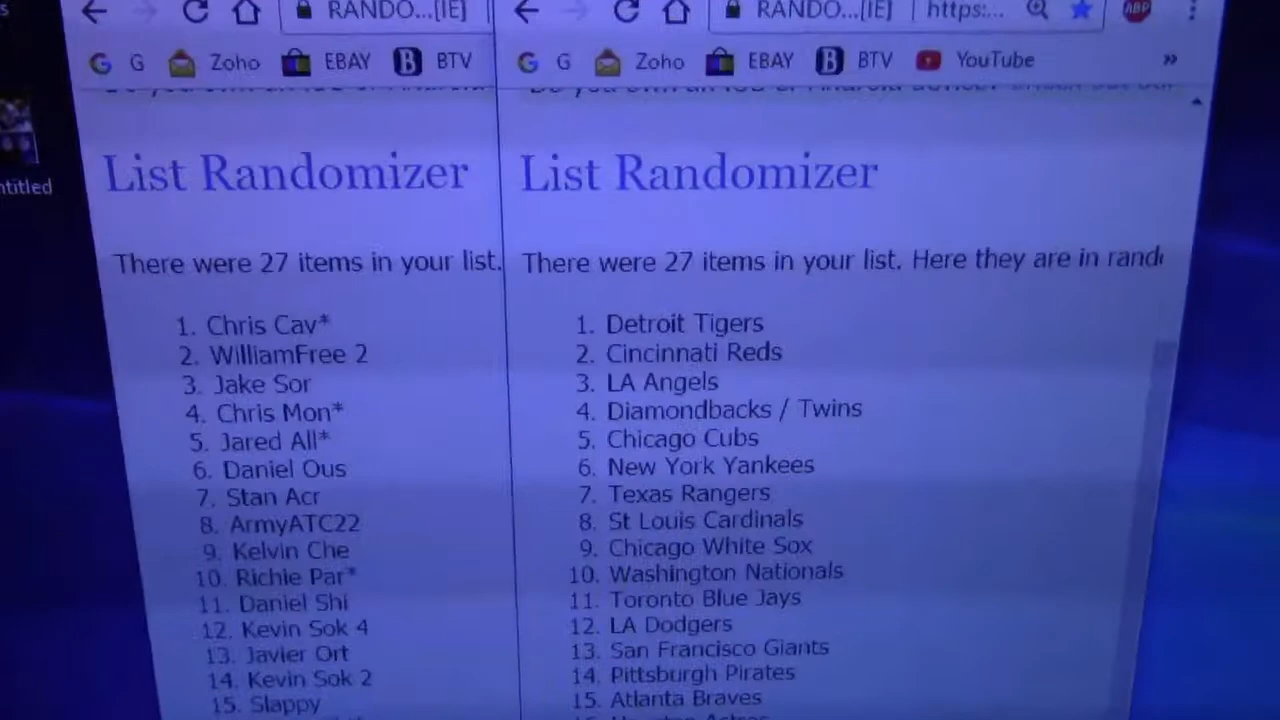 RANDO...[IE]
RANDO...[IE] https:... ABP
G Zoho EBAY BTV
G Zoho EBAY BTV YouTube »
List Randomizer
List Randomizer
There were 27 items in your list.
There were 27 items in your list. Here they are in rand
1. Chris Cav*
2. WilliamFree 2
3. Jake Sor
4. Chris Mon*
5. Jared All*
6. Daniel Ous
7. Stan Acr
8. ArmyATC22
9. Kelvin Che
10. Richie Par*
11. Daniel Shi
12. Kevin Sok 4
13. Javier Ort
14. Kevin Sok 2
15. Slappy
1. Detroit Tigers
2. Cincinnati Reds
3. LA Angels
4. Diamondbacks / Twins
5. Chicago Cubs
6. New York Yankees
7. Texas Rangers
8. St Louis Cardinals
9. Chicago White Sox
10. Washington Nationals
11. Toronto Blue Jays
12. LA Dodgers
13. San Francisco Giants
14. Pittsburgh Pirates
15. Atlanta Braves
ntitled